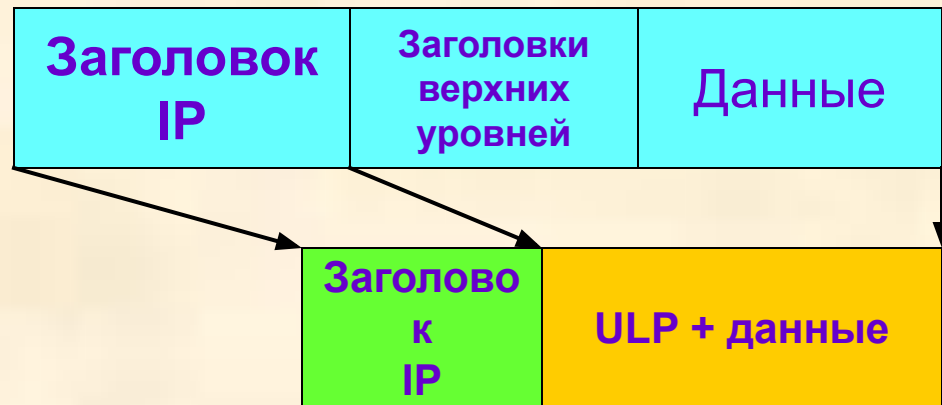 Заголовок
IP
Заголовки
верхних
уровней
Данные
Заголово
к
IP
ULP + данные